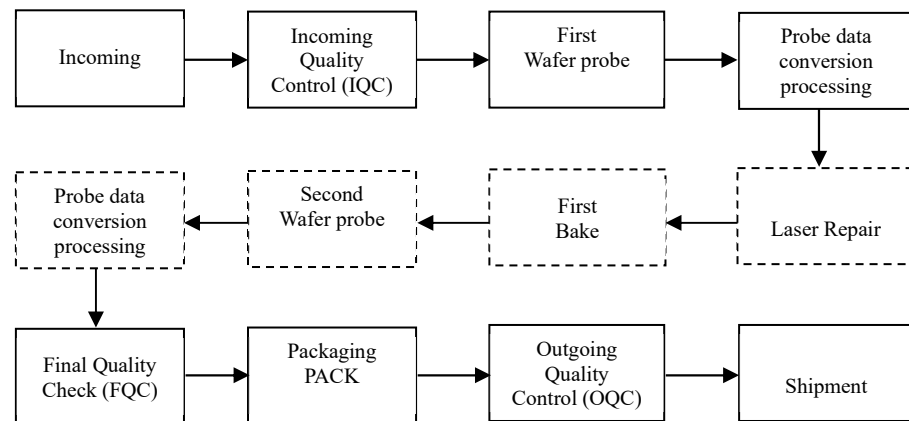 Incoming
Incoming
Quality
Control (IQC)
First
Wafer probe
Probe data
conversion
processing
Laser Repair
First
Bake
Second
Wafer probe
Probe data
conversion
processing
Final Quality
Check (FQC)
Packaging
PACK
Outgoing
Quality
Control (OQC)
Shipment